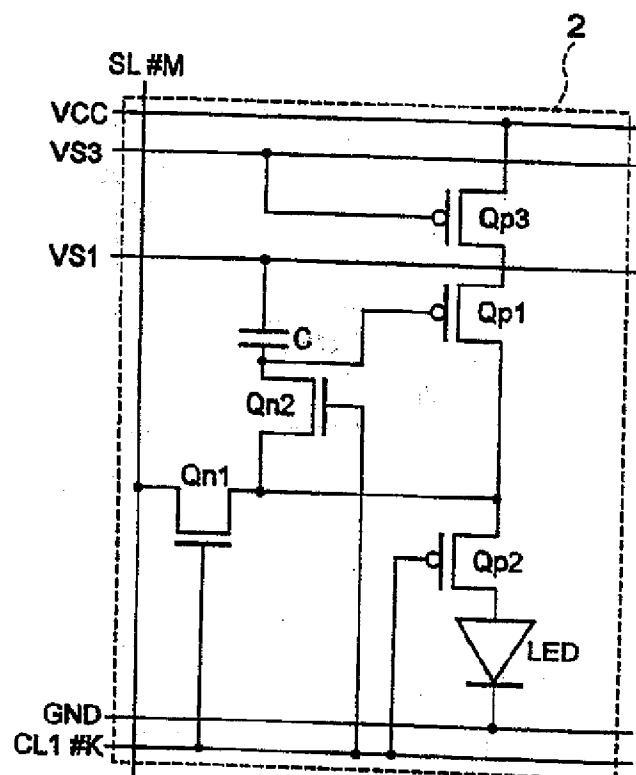 2
SL #M
VCC
VS3
Qp3
VS1
Qp1
C
Qn2
Qn1
Qp2
LED
GND
CL1 #K